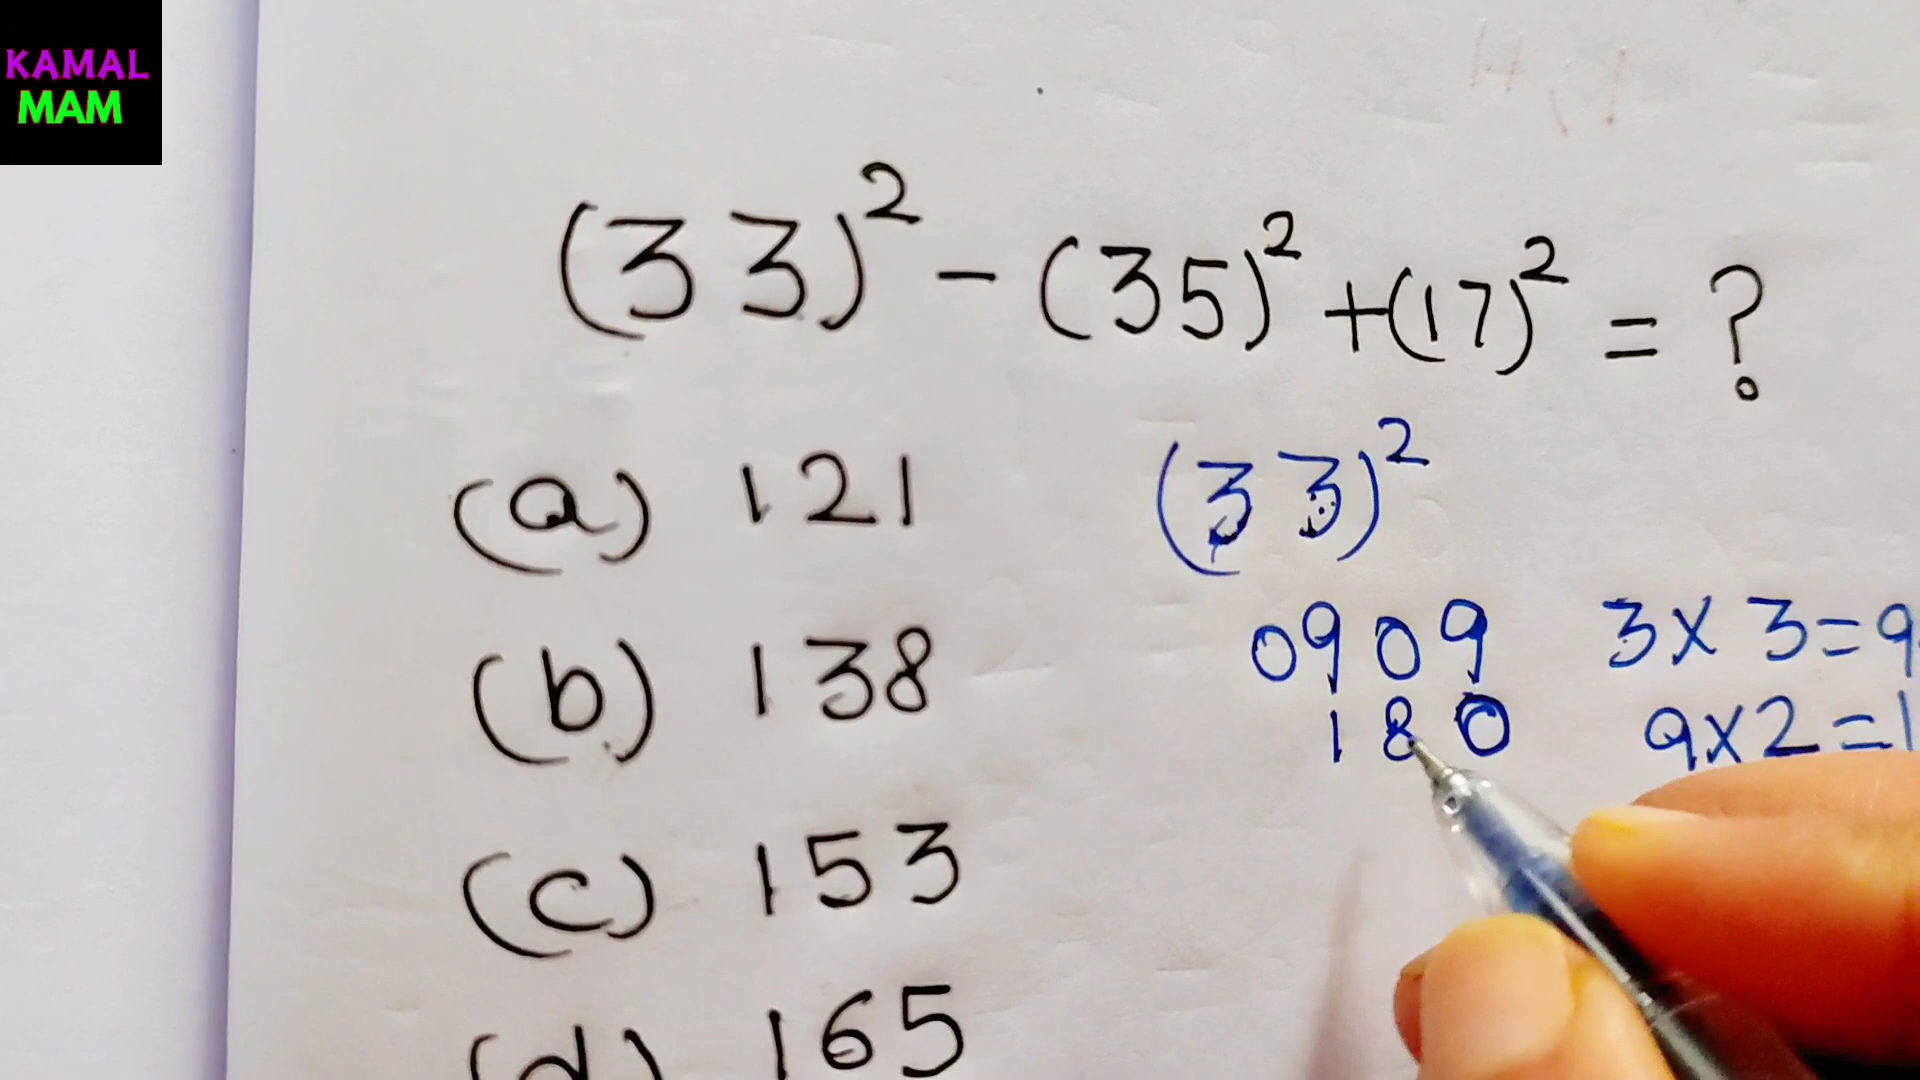 KAMAL
MAM
(33)² - (35)² + (17)² = ?
(a) 121
(33)²
0909 3 x 3 = 9
(b) 138
180 9 x 2 = 1
(c) 153
(d) 165